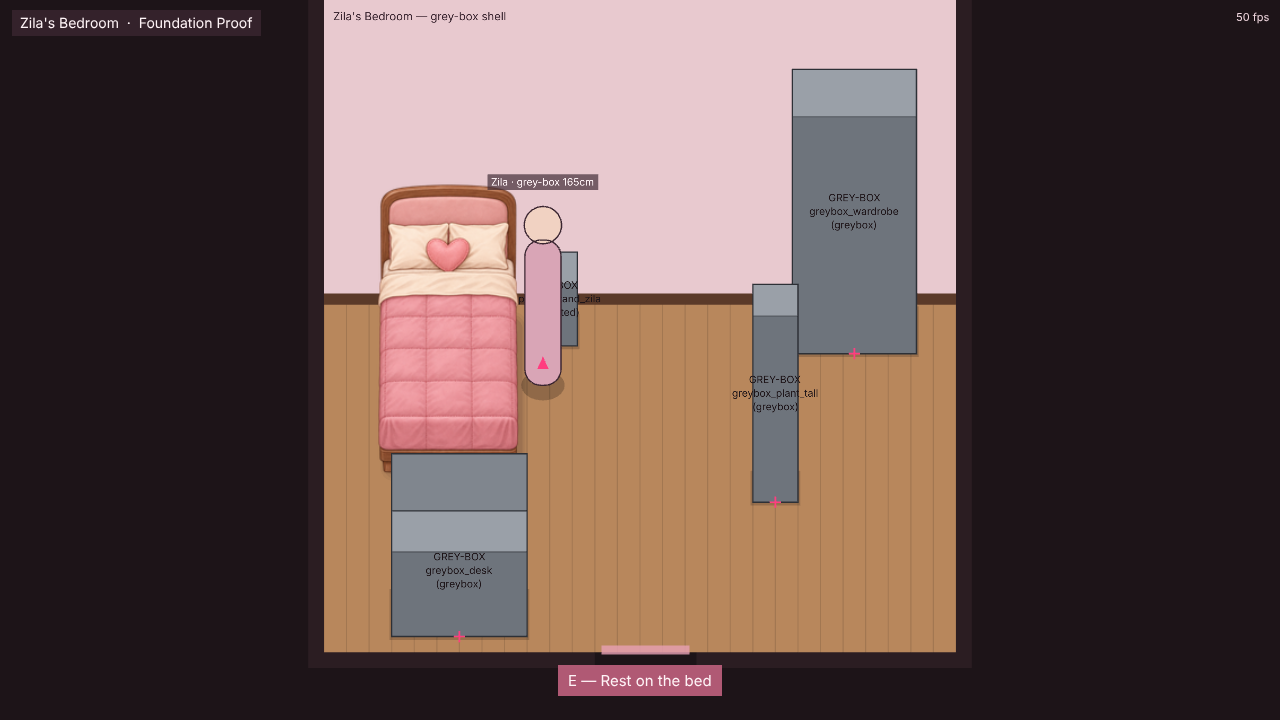 Zila's Bedroom · Foundation Proof
Zila's Bedroom — grey-box shell
50 fps
Zila · grey-box 165cm
GREY-BOX
greybox_wardrobe
(greybox)
GREY-BOX
greybox_plant_tall
(greybox)
GREY-BOX
greybox_desk
(greybox)
E — Rest on the bed